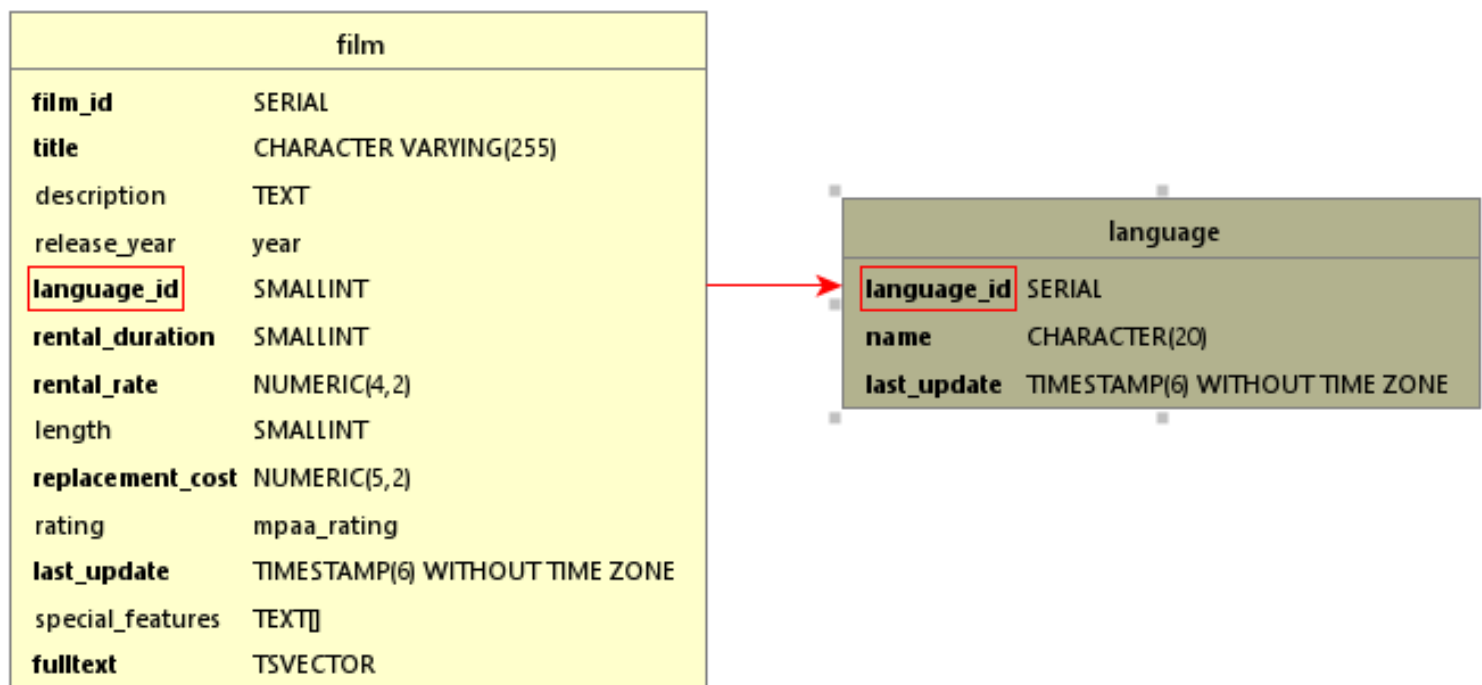 film
film_id SERIAL
title CHARACTER VARYING(255)
description TEXT
release_year year
language_id SMALLINT
rental_duration SMALLINT
rental_rate NUMERIC(4,2)
length SMALLINT
replacement_cost NUMERIC(5,2)
rating mpaa_rating
last_update TIMESTAMP(6) WITHOUT TIME ZONE
special_features TEXT[]
fulltext TSVECTOR
language
language_id SERIAL
name CHARACTER(20)
last_update TIMESTAMP(6) WITHOUT TIME ZONE